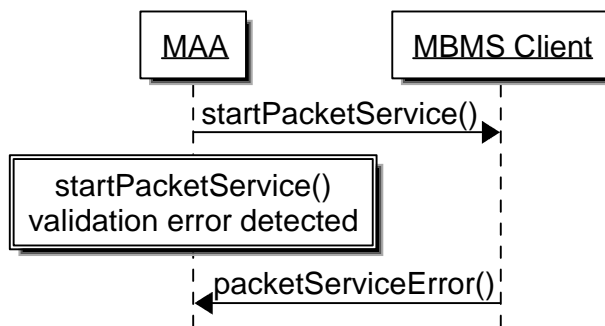 MAA
MBMS Client
startPacketService()
startPacketService()
validation error detected
packetServiceError()